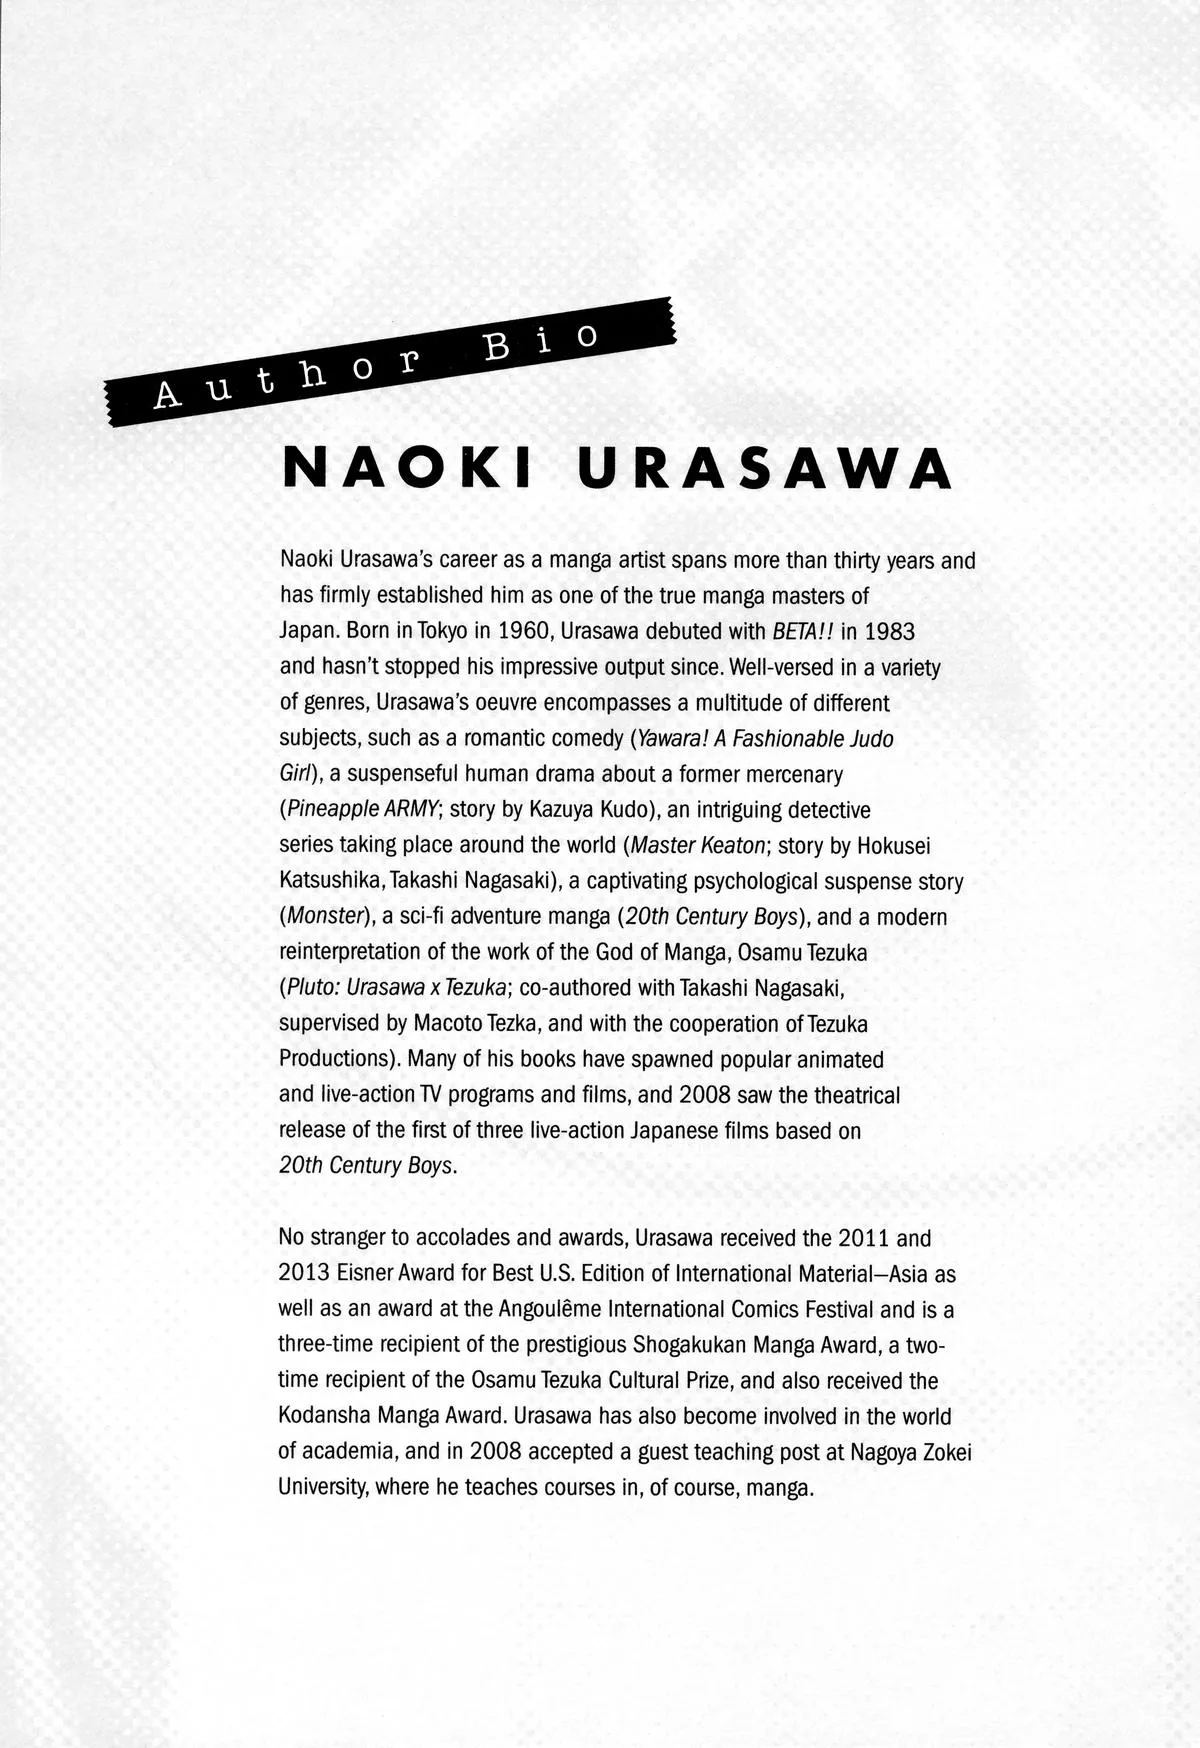 Author Bio
NAOKI URASAWA
Naoki Urasawa's career as a manga artist spans more than thirty years and
has firmly established him as one of the true manga masters of
Japan. Born in Tokyo in 1960, Urasawa debuted with BETA!! in 1983
and hasn't stopped his impressive output since. Well-versed in a variety
of genres, Urasawa's oeuvre encompasses a multitude of different
subjects, such as a romantic comedy (Yawara! A Fashionable Judo
Girl), a suspenseful human drama about a former mercenary
(Pineapple ARMY; story by Kazuya Kudo), an intriguing detective
series taking place around the world (Master Keaton; story by Hokusei
Katsushika, Takashi Nagasaki), a captivating psychological suspense story
(Monster), a sci-fi adventure manga (20th Century Boys), and a modern
reinterpretation of the work of the God of Manga, Osamu Tezuka
(Pluto: Urasawa x Tezuka; co-authored with Takashi Nagasaki,
supervised by Macoto Tezka, and with the cooperation of Tezuka
Productions). Many of his books have spawned popular animated
and live-action TV programs and films, and 2008 saw the theatrical
release of the first of three live-action Japanese films based on
20th Century Boys.
No stranger to accolades and awards, Urasawa received the 2011 and
2013 Eisner Award for Best U.S. Edition of International Material—Asia as
well as an award at the Angoulême International Comics Festival and is a
three-time recipient of the prestigious Shogakukan Manga Award, a two-
time recipient of the Osamu Tezuka Cultural Prize, and also received the
Kodansha Manga Award. Urasawa has also become involved in the world
of academia, and in 2008 accepted a guest teaching post at Nagoya Zokei
University, where he teaches courses in, of course, manga.